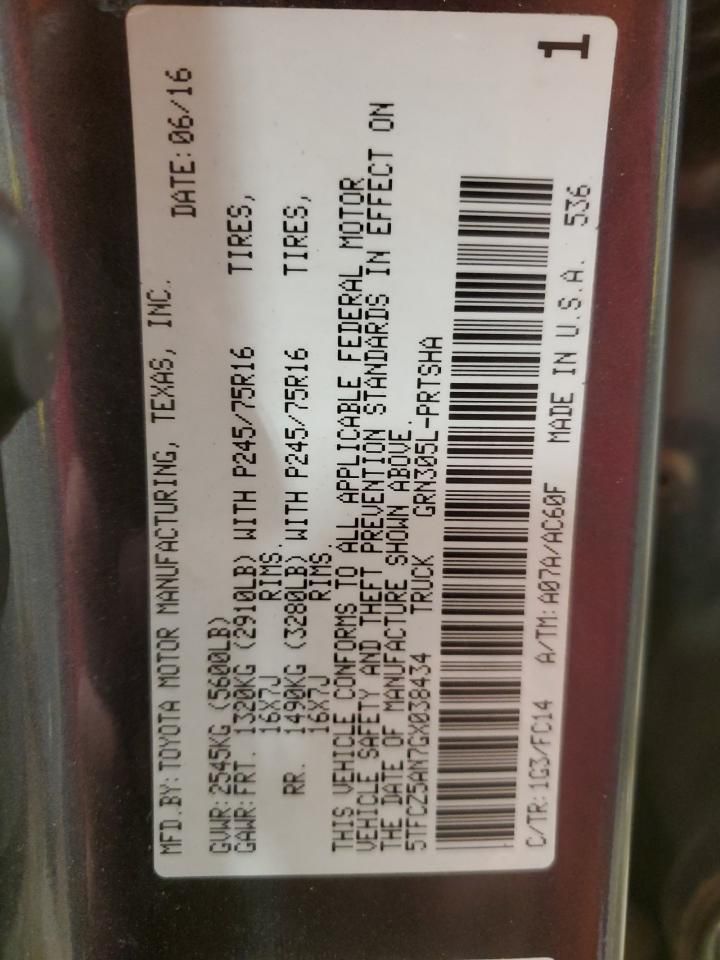 MFD.BY: TOYOTA MOTOR MANUFACTURING, TEXAS, INC. DATE: 06/16
GVWR: 2545KG (5600LB)
GAWR: FRT. 1320KG (2910LB) WITH P245/75R16 TIRES,
16X7J RIMS.
RR. 1490KG (3280LB) WITH P245/75R16 TIRES,
16X7J RIMS.
THIS VEHICLE CONFORMS TO ALL APPLICABLE FEDERAL MOTOR
VEHICLE SAFETY AND THEFT PREVENTION STANDARDS IN EFFECT ON
THE DATE OF MANUFACTURE SHOWN ABOVE.
5TFCZ5AN7GX038434 TRUCK GRN305L-PRTSHA
C/TR: 1G3/FC14 A/TM: A07A/AC60F MADE IN U.S.A. 536
1